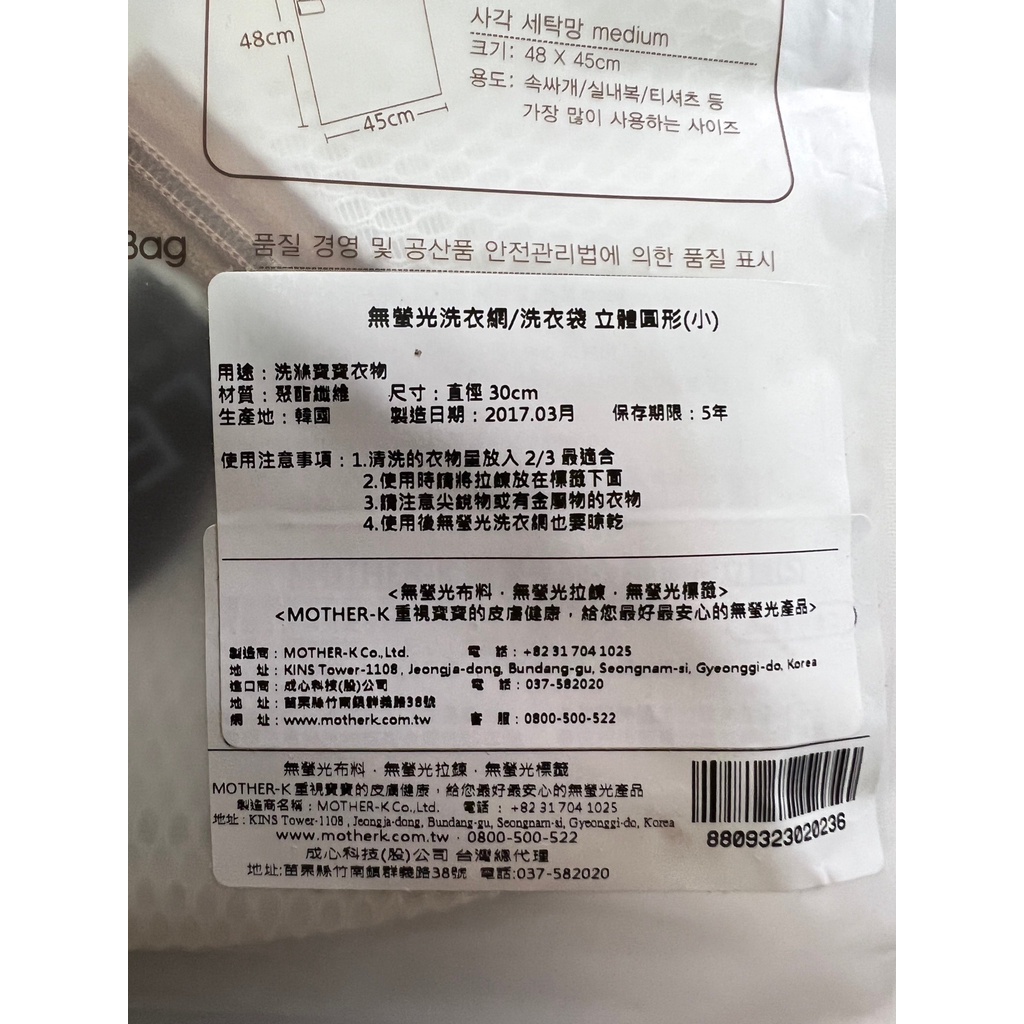 48cm
45cm
사각 세탁망 medium
크기: 48 X 45cm
용도: 속싸개/실내복/티셔츠 등
가장 많이 사용하는 사이즈
Bag
품질 경영 및 공산품 안전관리법에 의한 품질 표시
無螢光洗衣網/洗衣袋 立體圓形(小)
用途：洗滌寶寶衣物
材質：聚酯纖維 尺寸：直徑 30cm
生產地：韓國 製造日期：2017.03月 保存期限：5年
使用注意事項：1.清洗的衣物量放入 2/3 最適合
2.使用時請將拉鍊放在標籤下面
3.請注意尖銳物或有金屬物的衣物
4.使用後無螢光洗衣網也要晾乾
<無螢光布料．無螢光拉鍊．無螢光標籤>
<MOTHER-K 重視寶寶的皮膚健康，給您最好最安心的無螢光產品>
製造商：MOTHER-K Co., Ltd. 電 話：+82 31 704 1025
地 址：KINS Tower-1108, Jeongja-dong, Bundang-gu, Seongnam-si, Gyeonggi-do, Korea
進口商：成心科技(股)公司 電 話：037-582020
地 址：苗栗縣竹南鎮群義路38號
網 址：www.motherk.com.tw 客 服：0800-500-522
無螢光布料．無螢光拉鍊．無螢光標籤
MOTHER-K 重視寶寶的皮膚健康，給您最好最安心的無螢光產品
製造商名稱：MOTHER-K Co., Ltd. 電話：+82 31 704 1025
地址：KINS Tower-1108, Jeongja-dong, Bundang-gu, Seongnam-si, Gyeonggi-do, Korea
www.motherk.com.tw．0800-500-522
成心科技(股)公司 台灣總代理
地址:苗栗縣竹南鎮群義路38號 電話:037-582020
8809323020236